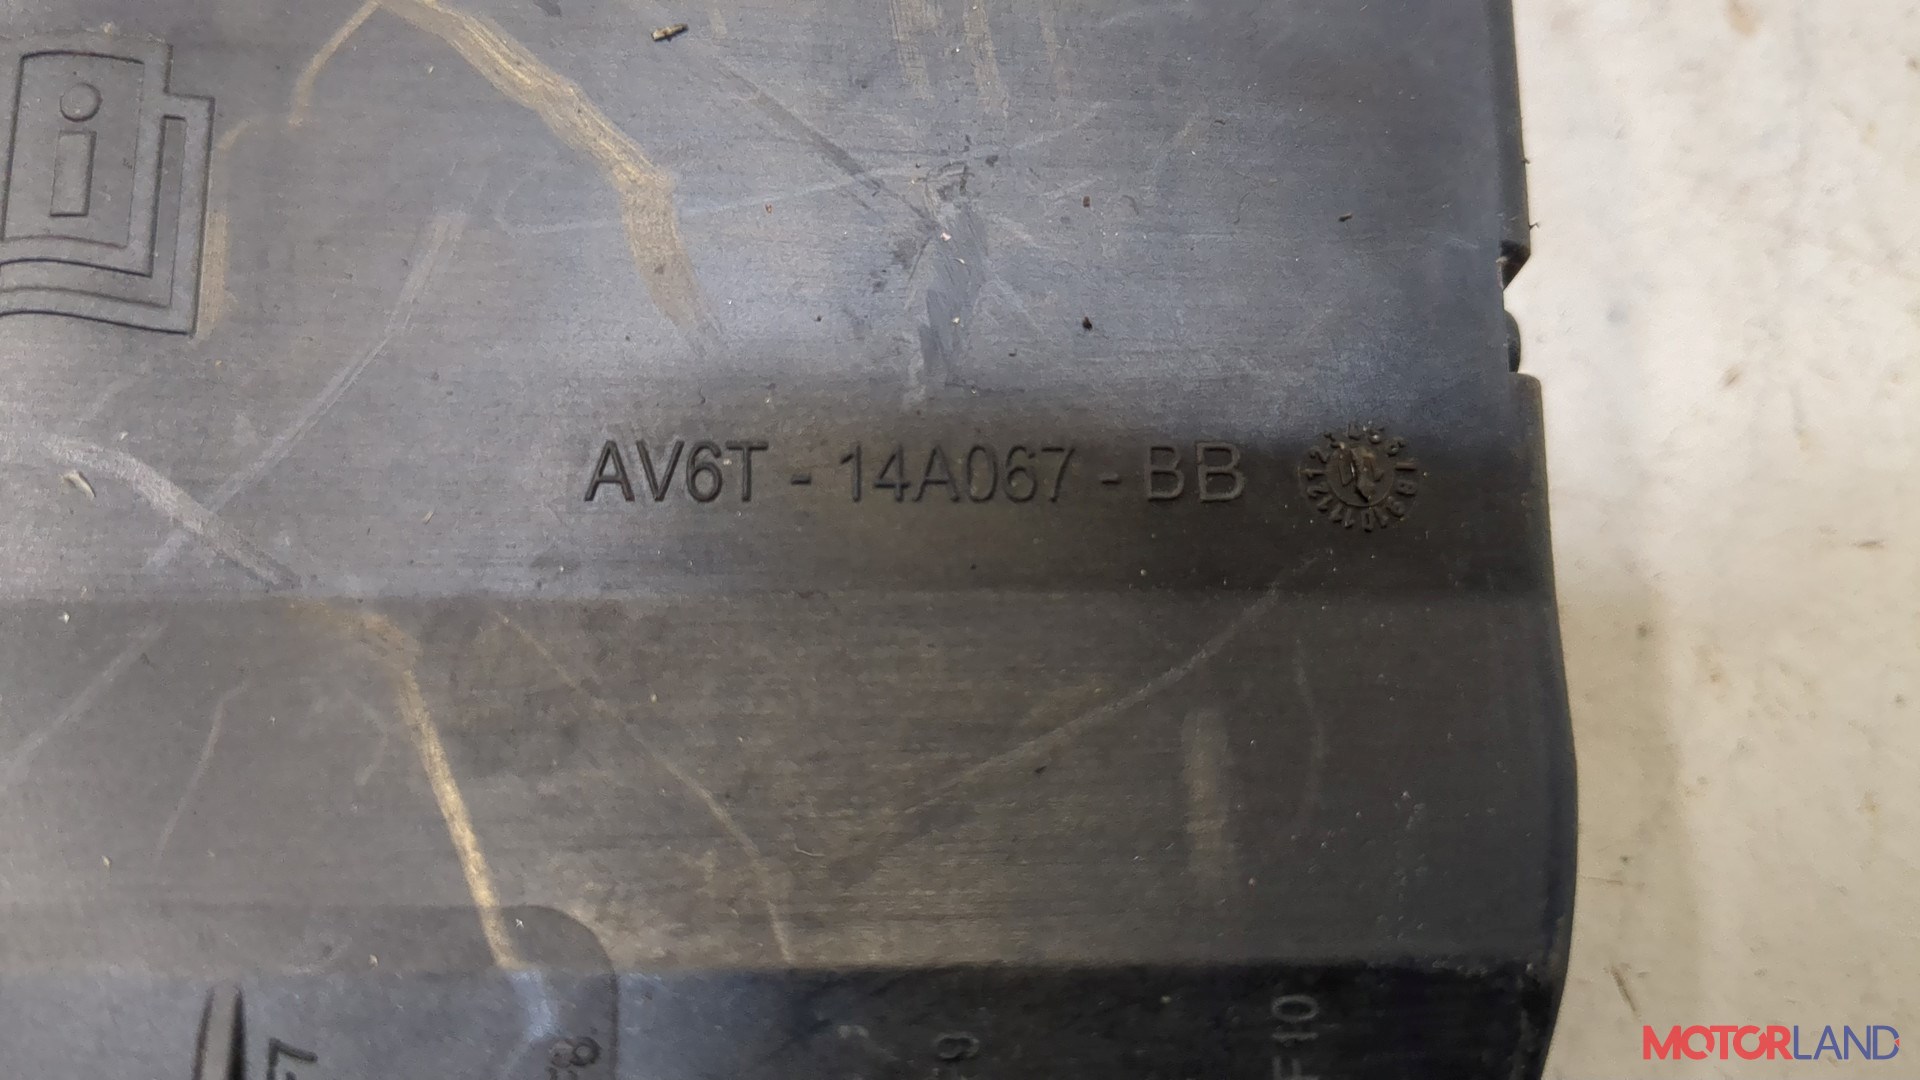 i
AV6T - 14A067 - BB
F10
MOTORLAND